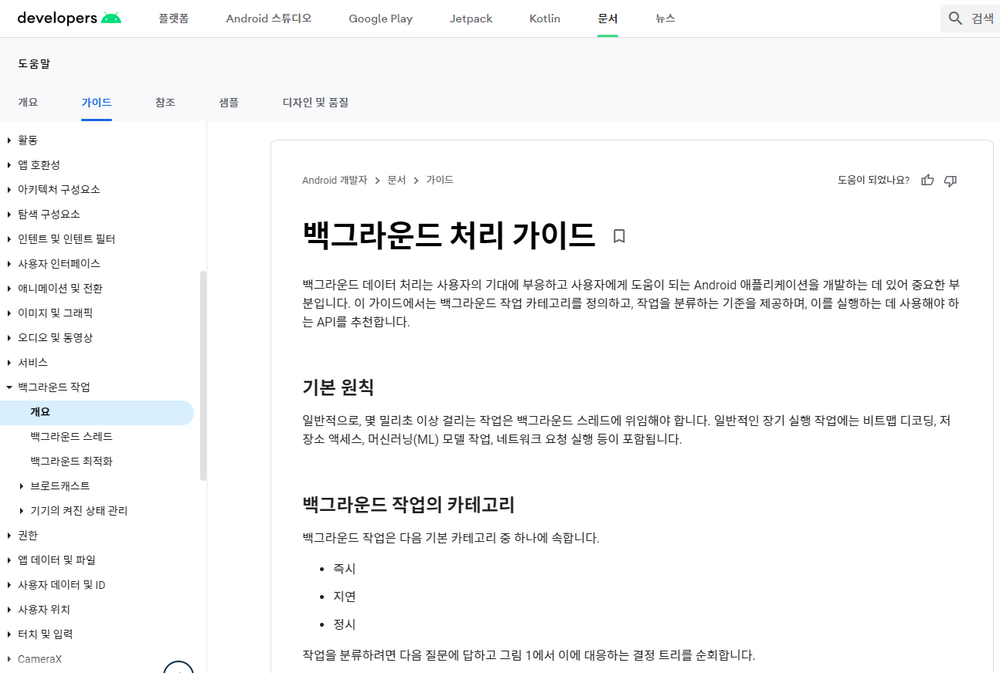 developers 플랫폼 Android 스튜디오 Google Play Jetpack Kotlin 문서 뉴스 검색
도움말
개요 가이드 참조 샘플 디자인 및 품질
활동
앱 호환성
아키텍처 구성요소
탐색 구성요소
인텐트 및 인텐트 필터
사용자 인터페이스
애니메이션 및 전환
이미지 및 그래픽
오디오 및 동영상
서비스
백그라운드 작업
개요
백그라운드 스레드
백그라운드 최적화
브로드캐스트
기기의 켜진 상태 관리
권한
앱 데이터 및 파일
사용자 데이터 및 ID
사용자 위치
터치 및 입력
CameraX
Android 개발자 문서 가이드 도움이 되었나요?
백그라운드 처리 가이드
백그라운드 데이터 처리는 사용자의 기대에 부응하고 사용자에게 도움이 되는 Android 애플리케이션을 개발하는 데 있어 중요한 부
분입니다. 이 가이드에서는 백그라운드 작업 카테고리를 정의하고, 작업을 분류하는 기준을 제공하며, 이를 실행하는 데 사용해야 하
는 API를 추천합니다.
기본 원칙
일반적으로, 몇 밀리초 이상 걸리는 작업은 백그라운드 스레드에 위임해야 합니다. 일반적인 장기 실행 작업에는 비트맵 디코딩, 저
장소 액세스, 머신러닝(ML) 모델 작업, 네트워크 요청 실행 등이 포함됩니다.
백그라운드 작업의 카테고리
백그라운드 작업은 다음 기본 카테고리 중 하나에 속합니다.
• 즉시
• 지연
• 정시
작업을 분류하려면 다음 질문에 답하고 그림 1에서 이에 대응하는 결정 트리를 순회합니다.